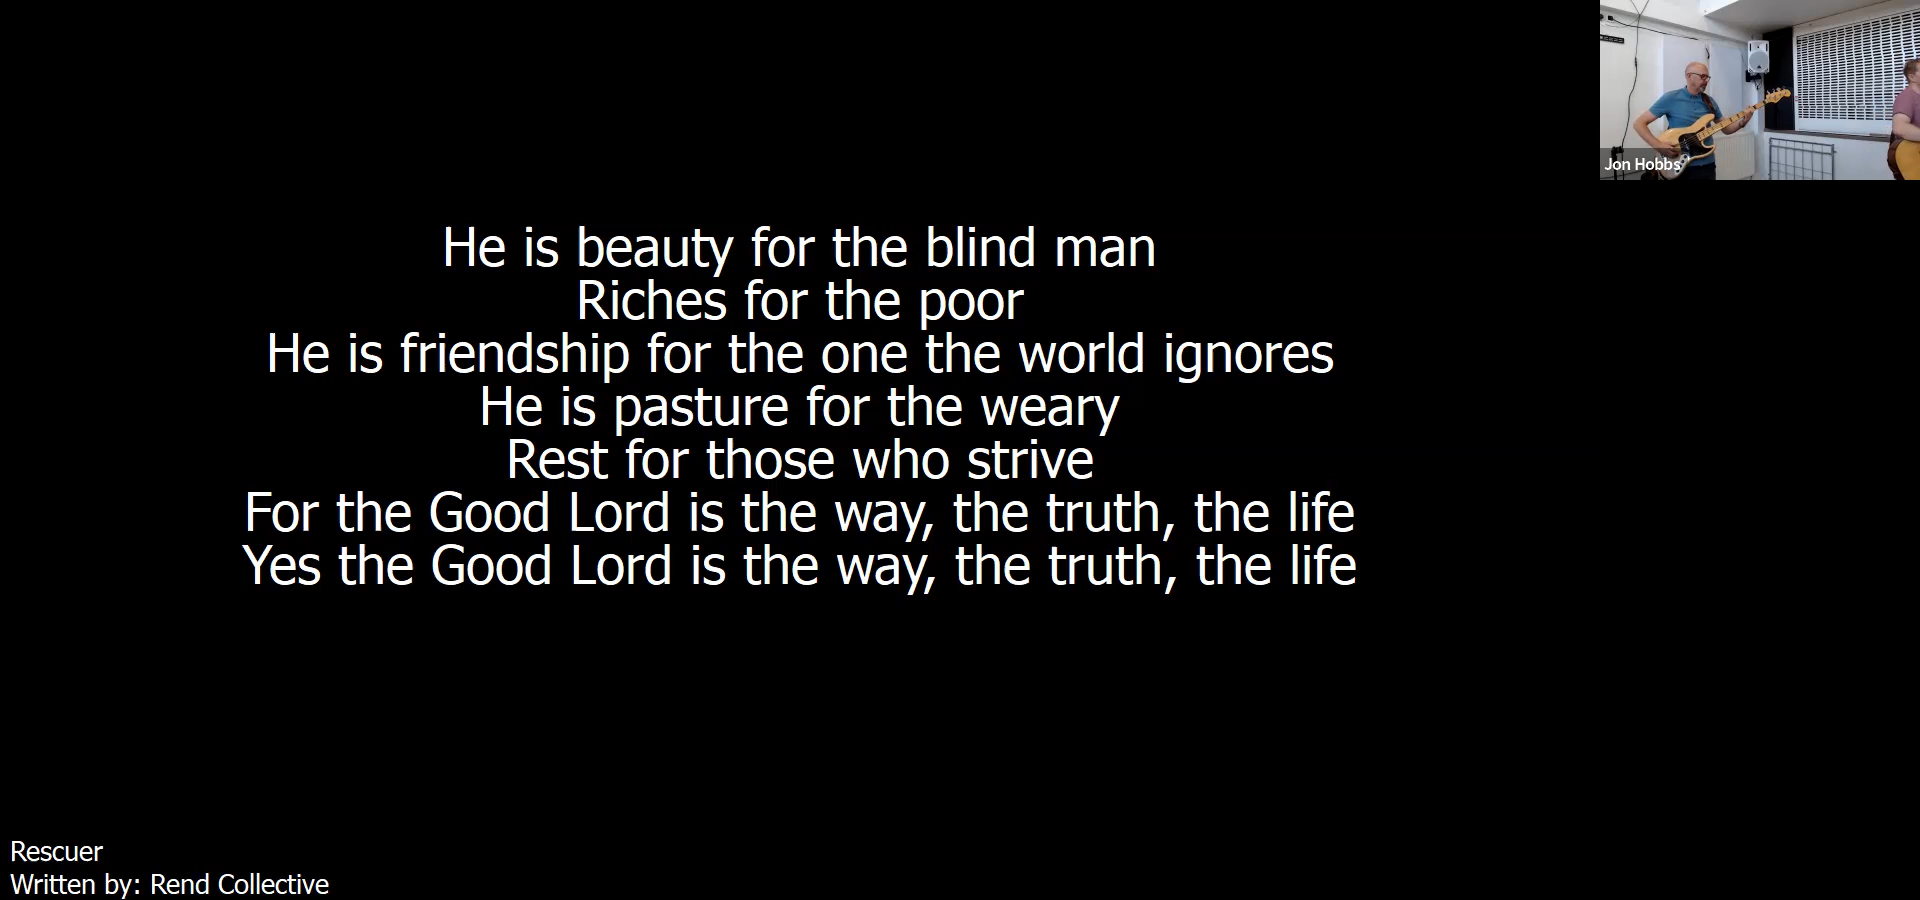 He is beauty for the blind man
Riches for the poor
He is friendship for the one the world ignores
He is pasture for the weary
Rest for those who strive
For the Good Lord is the way, the truth, the life
Yes the Good Lord is the way, the truth, the life
Jon Hobbs
Rescuer
Written by: Rend Collective